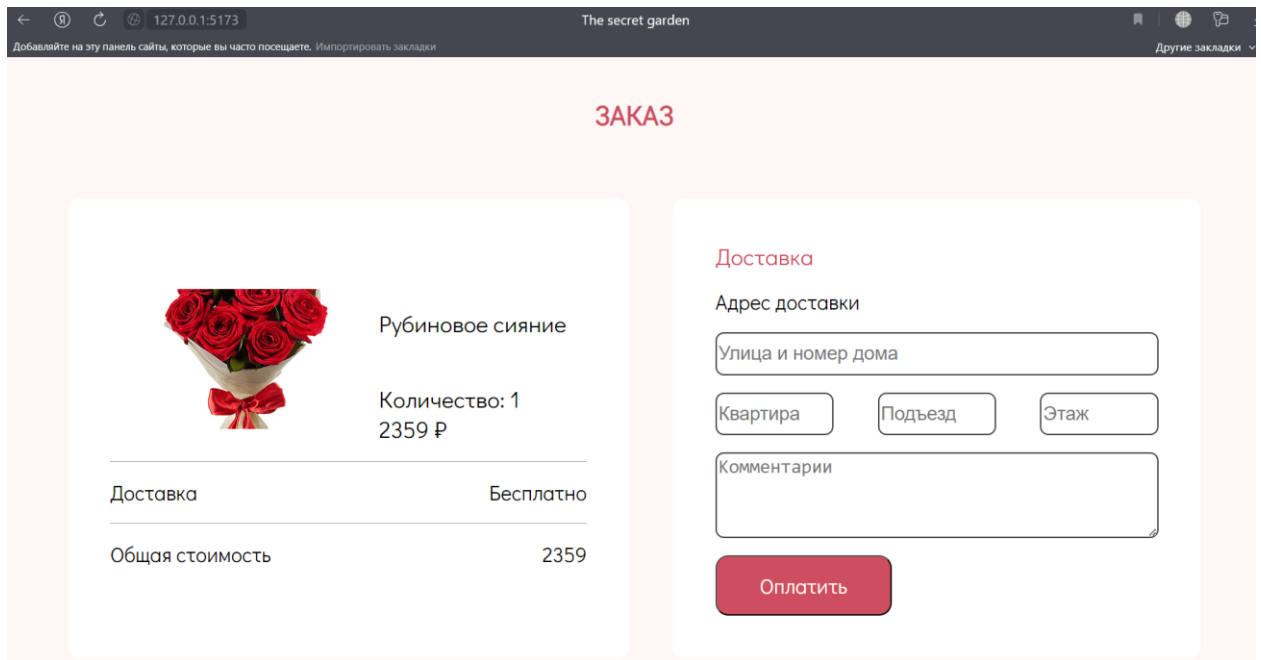 127.0.0.1:5173
The secret garden
Добавляйте на эту панель сайты, которые вы часто посещаете. Импортировать закладки
Другие закладки
ЗАКАЗ
Рубиновое сияние
Количество: 1
2359 ₽
Доставка
Бесплатно
Общая стоимость
2359
Доставка
Адрес доставки
Улица и номер дома
Квартира
Подъезд
Этаж
Комментарии
Оплатить